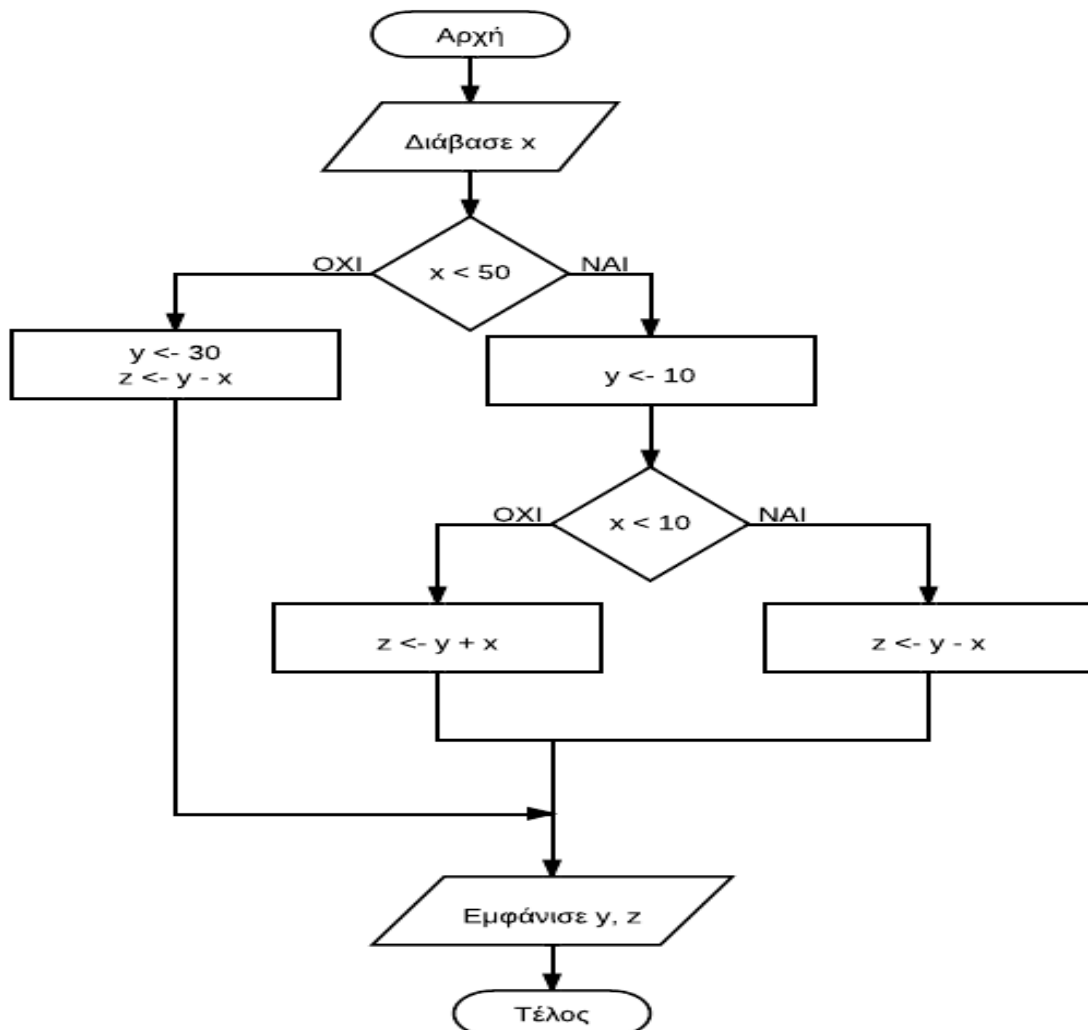 Αρχή
Διάβασε x
x < 50
ΟΧΙ
ΝΑΙ
y <- 30
z <- y - x
y <- 10
x < 10
ΟΧΙ
ΝΑΙ
z <- y + x
z <- y - x
Εμφάνισε y, z
Τέλος